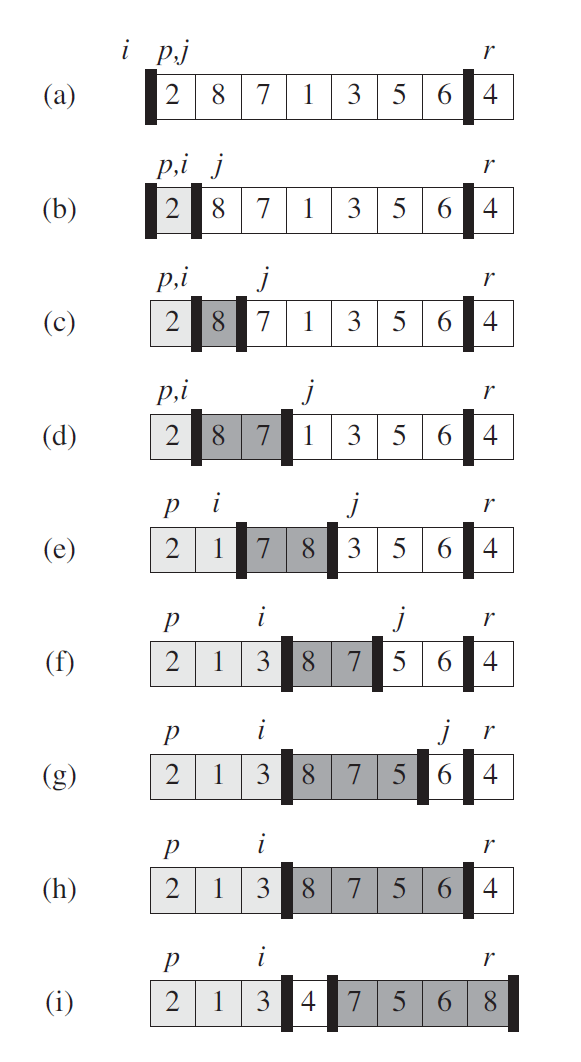 i p,j r
(a) 2 8 7 1 3 5 6 4
p,i j r
(b) 2 8 7 1 3 5 6 4
p,i j r
(c) 2 8 7 1 3 5 6 4
p,i j r
(d) 2 8 7 1 3 5 6 4
p i j r
(e) 2 1 7 8 3 5 6 4
p i j r
(f) 2 1 3 8 7 5 6 4
p i j r
(g) 2 1 3 8 7 5 6 4
p i r
(h) 2 1 3 8 7 5 6 4
p i r
(i) 2 1 3 4 7 5 6 8